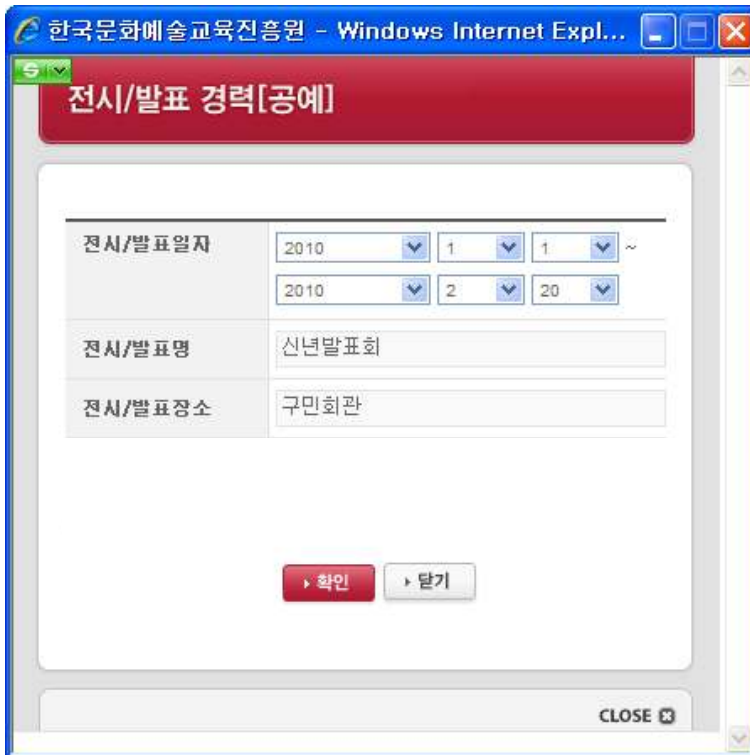 한국문화예술교육진흥원 - Windows Internet Expl...
전시/발표 경력[공예]
전시/발표일자
2010 1 1 ~
2010 2 20
전시/발표명
신년발표회
전시/발표장소
구민회관
확인 닫기
CLOSE